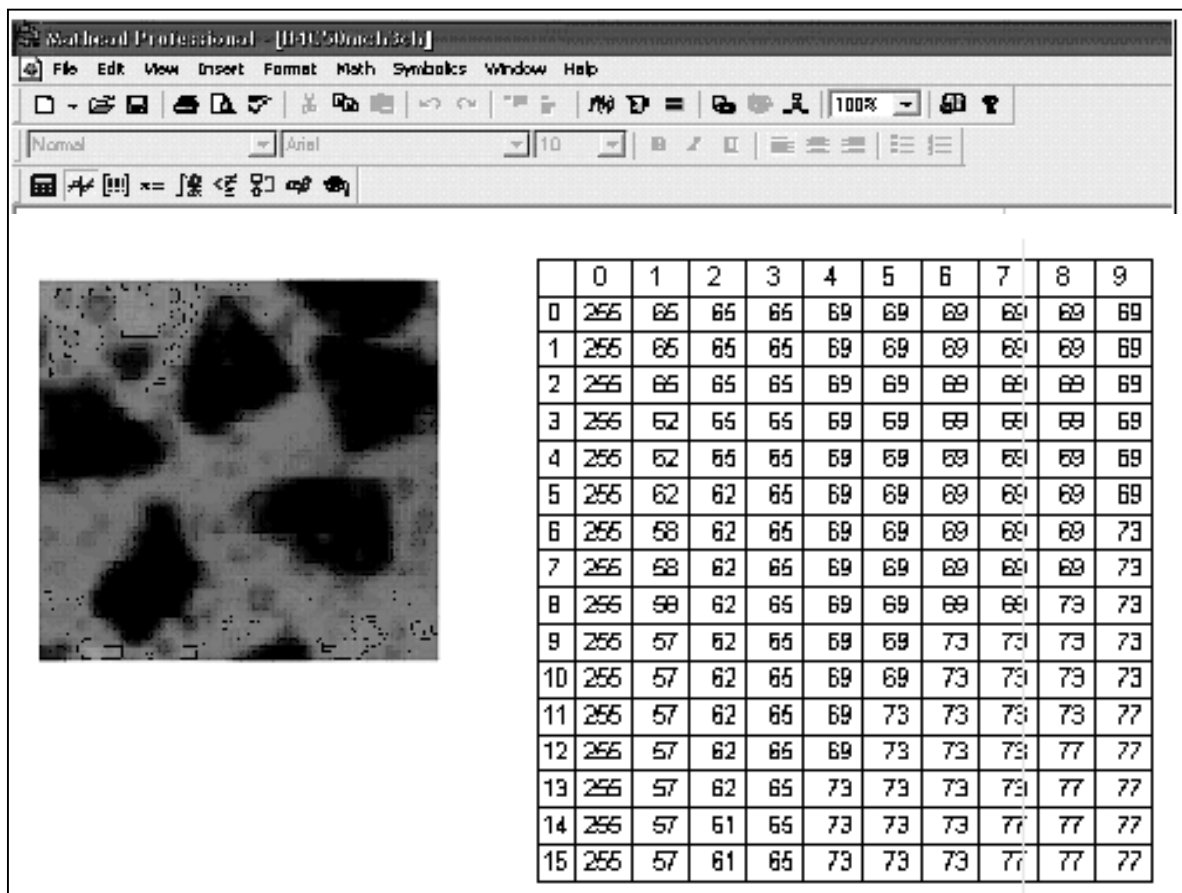 Mathcad Professional - [B4C50mch3ch]
File Edit View Insert Format Math Symbolics Window Help
100%
Normal Arial 10
0 1 2 3 4 5 6 7 8 9
0 255 65 65 65 69 69 69 69 69 69
1 255 65 65 65 69 69 69 69 69 69
2 255 65 65 65 69 69 69 69 69 69
3 255 62 65 65 69 69 69 69 69 69
4 255 62 65 65 69 69 69 69 69 69
5 255 62 62 65 69 69 69 69 69 69
6 255 58 62 65 69 69 69 69 69 73
7 255 58 62 65 69 69 69 69 69 73
8 255 58 62 65 69 69 69 69 73 73
9 255 57 62 65 69 69 73 73 73 73
10 255 57 62 65 69 69 73 73 73 73
11 255 57 62 65 69 73 73 73 73 77
12 255 57 62 65 69 73 73 73 77 77
13 255 57 62 65 73 73 73 73 77 77
14 255 57 61 65 73 73 73 77 77 77
15 255 57 61 65 73 73 73 77 77 77